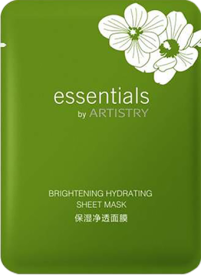 essentials
by ARTISTRY
BRIGHTENING HYDRATING
SHEET MASK
保湿净透面膜